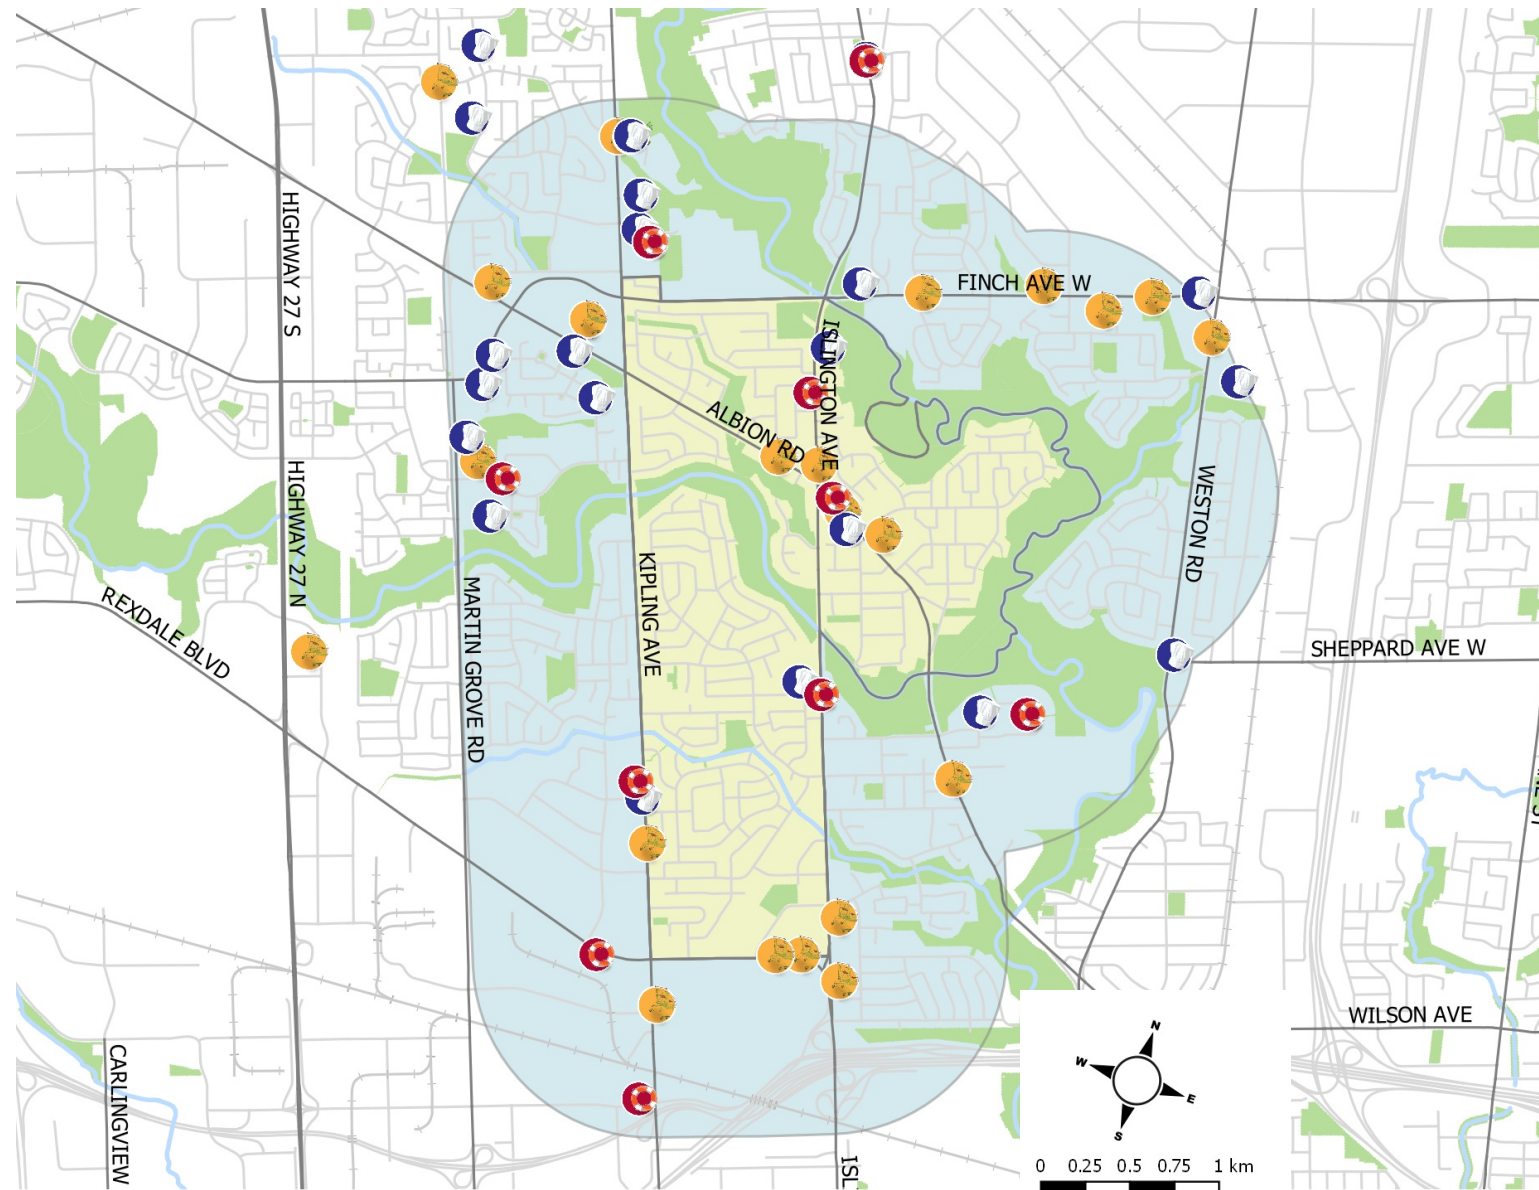 HIGHWAY 27 S
FINCH AVE W
ISLINGTON AVE
ALBION RD
HIGHWAY 27 N
WESTON RD
KIPLING AVE
MARTIN GROVE RD
REXDALE BLVD
SHEPPARD AVE W
WILSON AVE
CARLINGVIEW
ISL
N
W
E
S
0 0.25 0.5 0.75 1 km